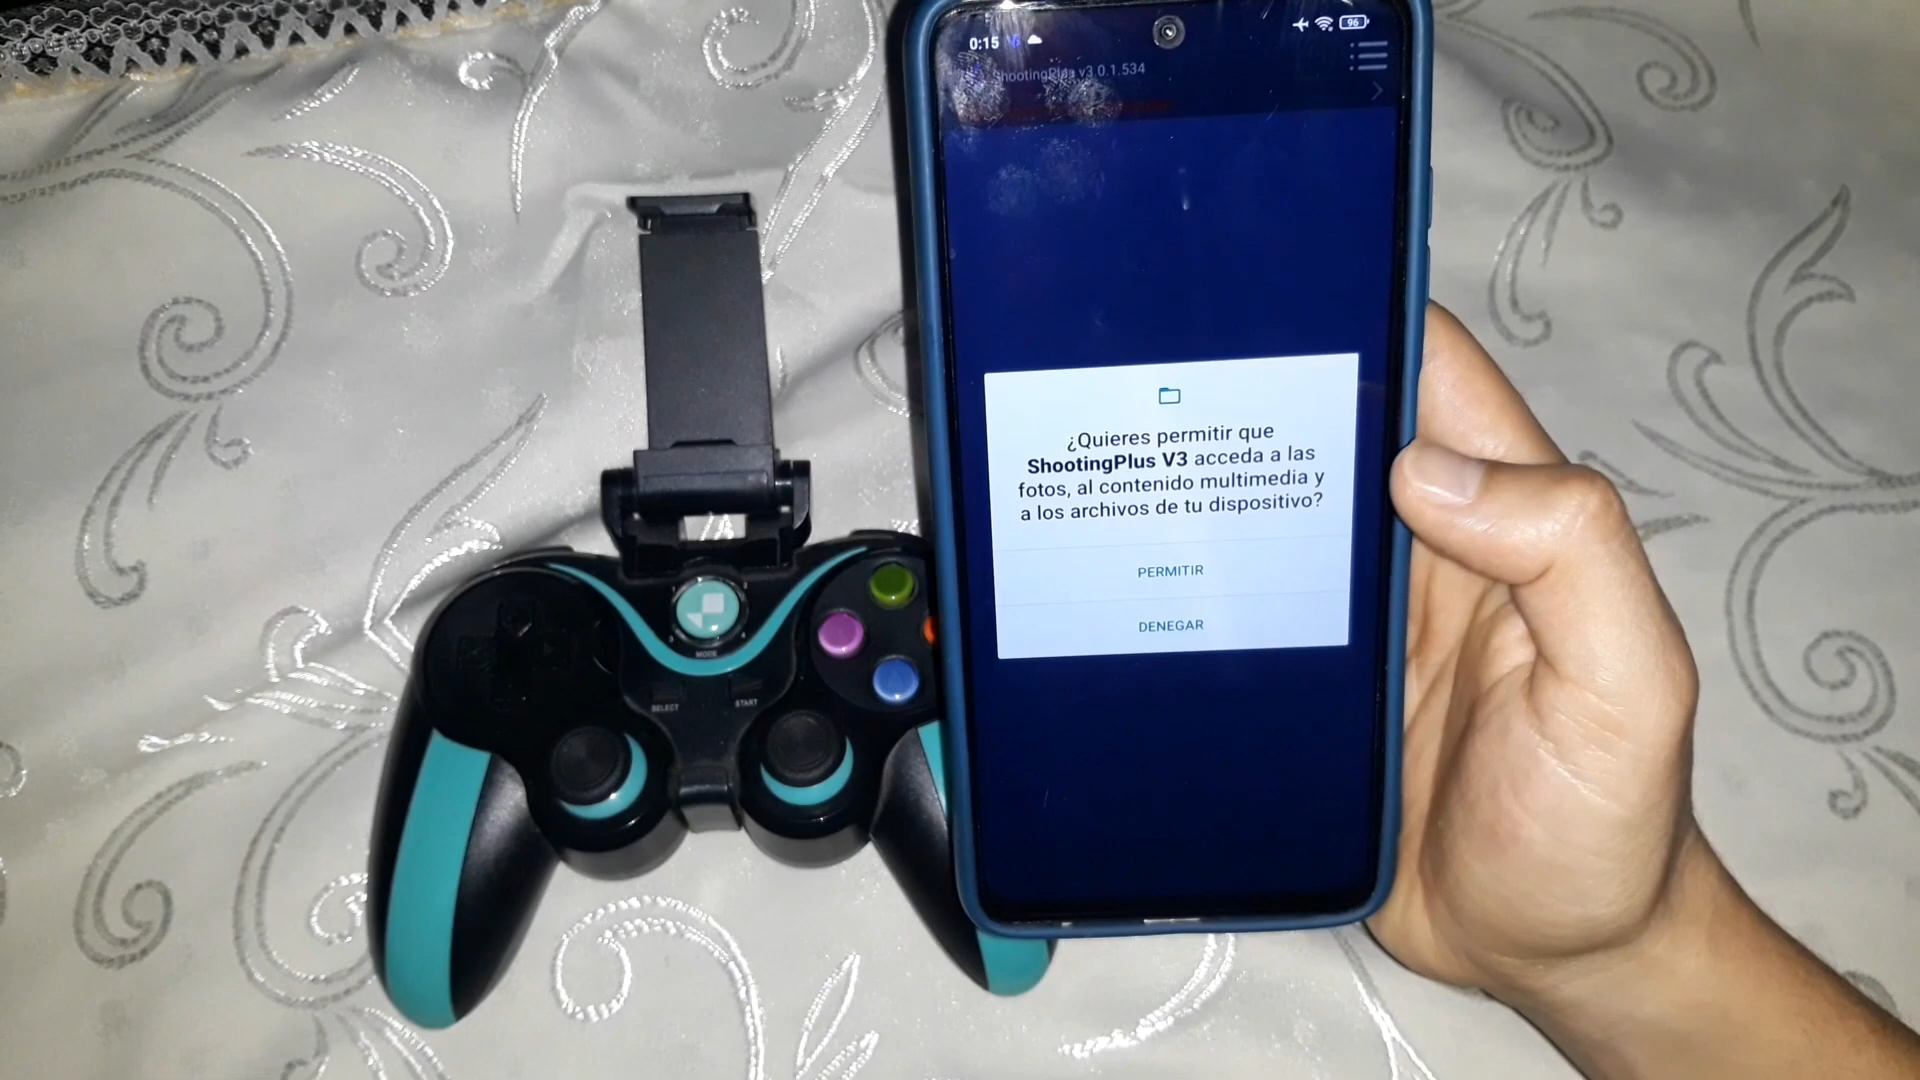 0:15
96
ShootingPlus v3.0.1.534
¿Quieres permitir que
ShootingPlus V3 acceda a las
fotos, al contenido multimedia y
a los archivos de tu dispositivo?
PERMITIR
DENEGAR
MODE
SELECT
START